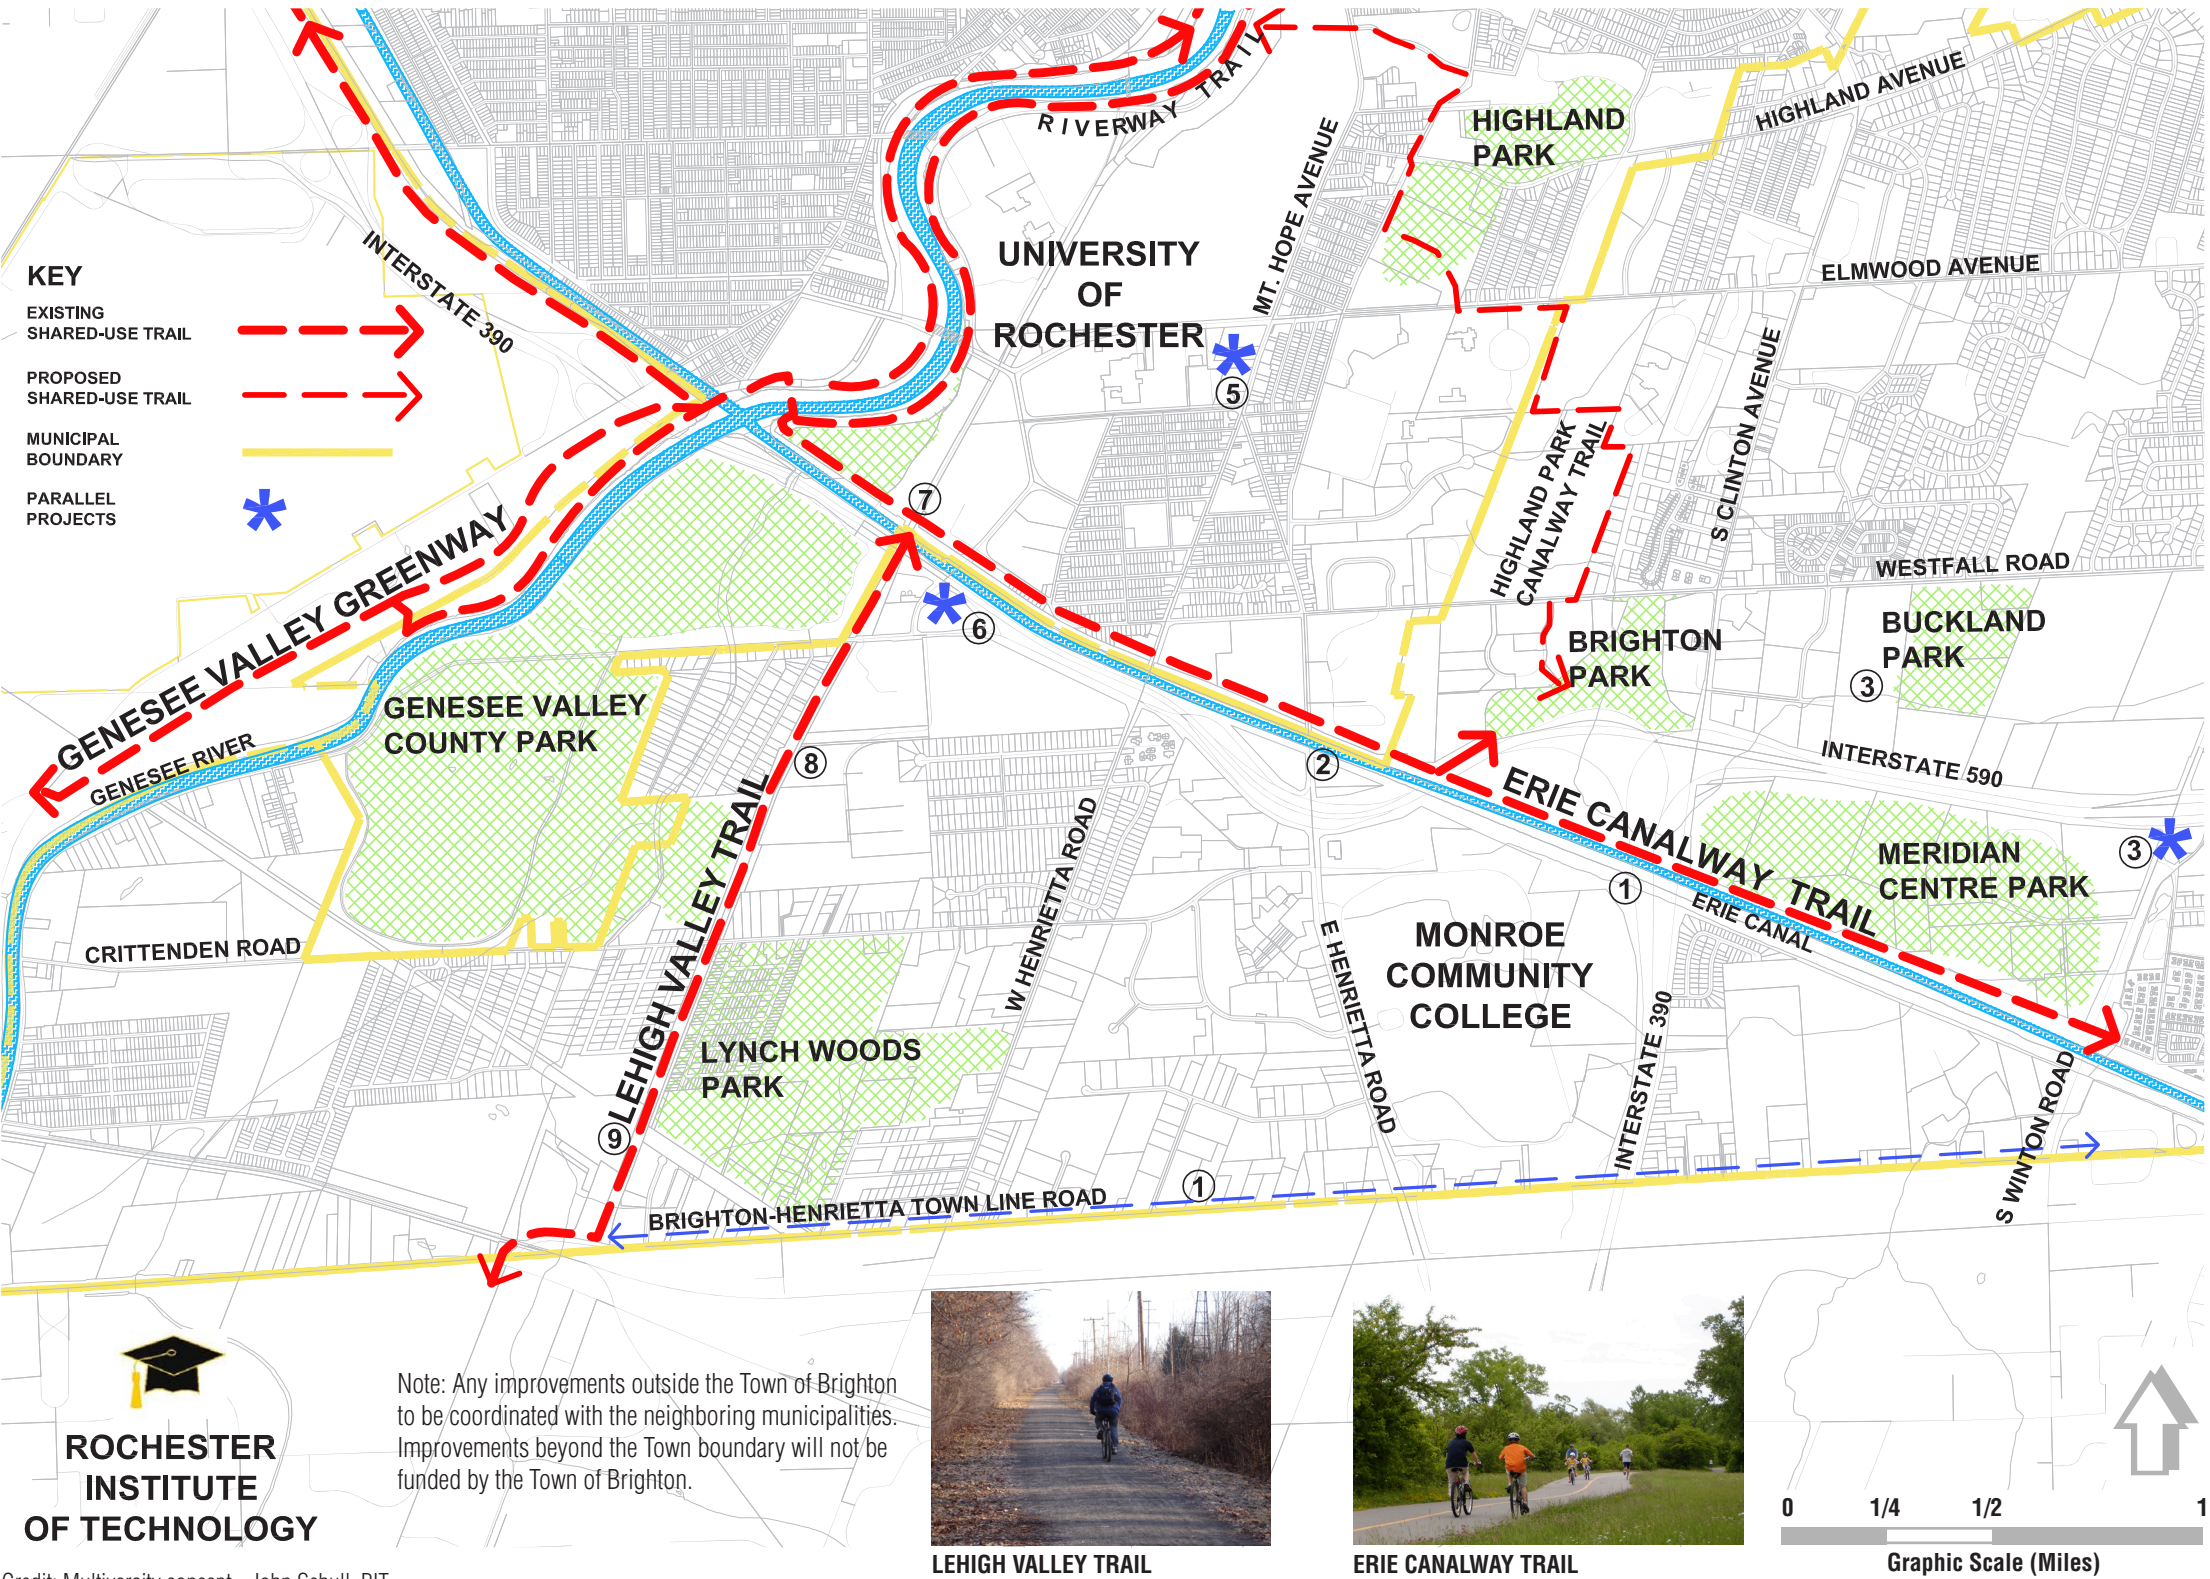 RIVERWAY TRAIL
HIGHLAND
PARK
HIGHLAND AVENUE
MT. HOPE AVENUE
UNIVERSITY
OF
ROCHESTER
INTERSTATE 390
ELMWOOD AVENUE
KEY
EXISTING
SHARED-USE TRAIL
PROPOSED
SHARED-USE TRAIL
MUNICIPAL
BOUNDARY
PARALLEL
PROJECTS
5
S CLINTON AVENUE
HIGHLAND PARK
CANALWAY TRAIL
7
WESTFALL ROAD
GENESEE VALLEY GREENWAY
6
BRIGHTON
PARK
BUCKLAND
PARK
3
GENESEE VALLEY
COUNTY PARK
GENESEE RIVER
8
2
INTERSTATE 590
ERIE CANALWAY TRAIL
LEHIGH VALLEY TRAIL
W HENRIETTA ROAD
MERIDIAN
CENTRE PARK
3
1
ERIE CANAL
CRITTENDEN ROAD
E HENRIETTA ROAD
MONROE
COMMUNITY
COLLEGE
INTERSTATE 390
LYNCH WOODS
PARK
9
S WINTON ROAD
1
BRIGHTON-HENRIETTA TOWN LINE ROAD
ROCHESTER
INSTITUTE
OF TECHNOLOGY
Note: Any improvements outside the Town of Brighton
to be coordinated with the neighboring municipalities.
Improvements beyond the Town boundary will not be
funded by the Town of Brighton.
LEHIGH VALLEY TRAIL
ERIE CANALWAY TRAIL
0 1/4 1/2 1
Graphic Scale (Miles)